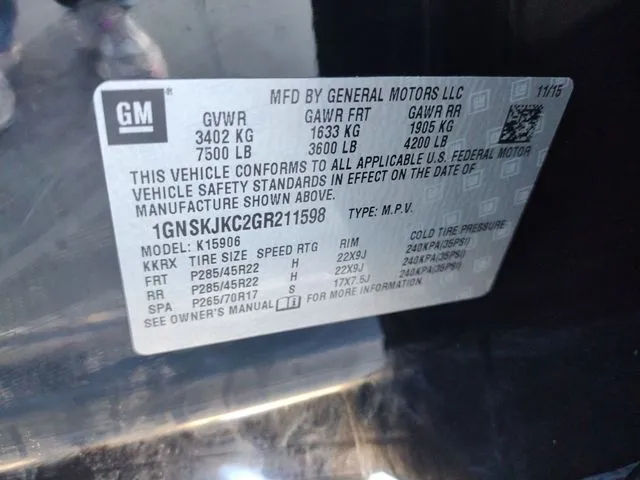 GM®
MFD BY GENERAL MOTORS LLC 11/15
GVWR GAWR FRT GAWR RR
3402 KG 1633 KG 1905 KG
7500 LB 3600 LB 4200 LB
THIS VEHICLE CONFORMS TO ALL APPLICABLE U.S. FEDERAL MOTOR
VEHICLE SAFETY STANDARDS IN EFFECT ON THE DATE OF
MANUFACTURE SHOWN ABOVE.
1GNSKJKC2GR211598 TYPE: M.P.V.
MODEL: K15906
KKRX TIRE SIZE SPEED RTG RIM COLD TIRE PRESSURE
FRT P285/45R22 H 22X9J 240KPA(35PSI)
RR P285/45R22 H 22X9J 240KPA(35PSI)
SPA P265/70R17 S 17X7.5J 240KPA(35PSI)
SEE OWNER'S MANUAL FOR MORE INFORMATION.